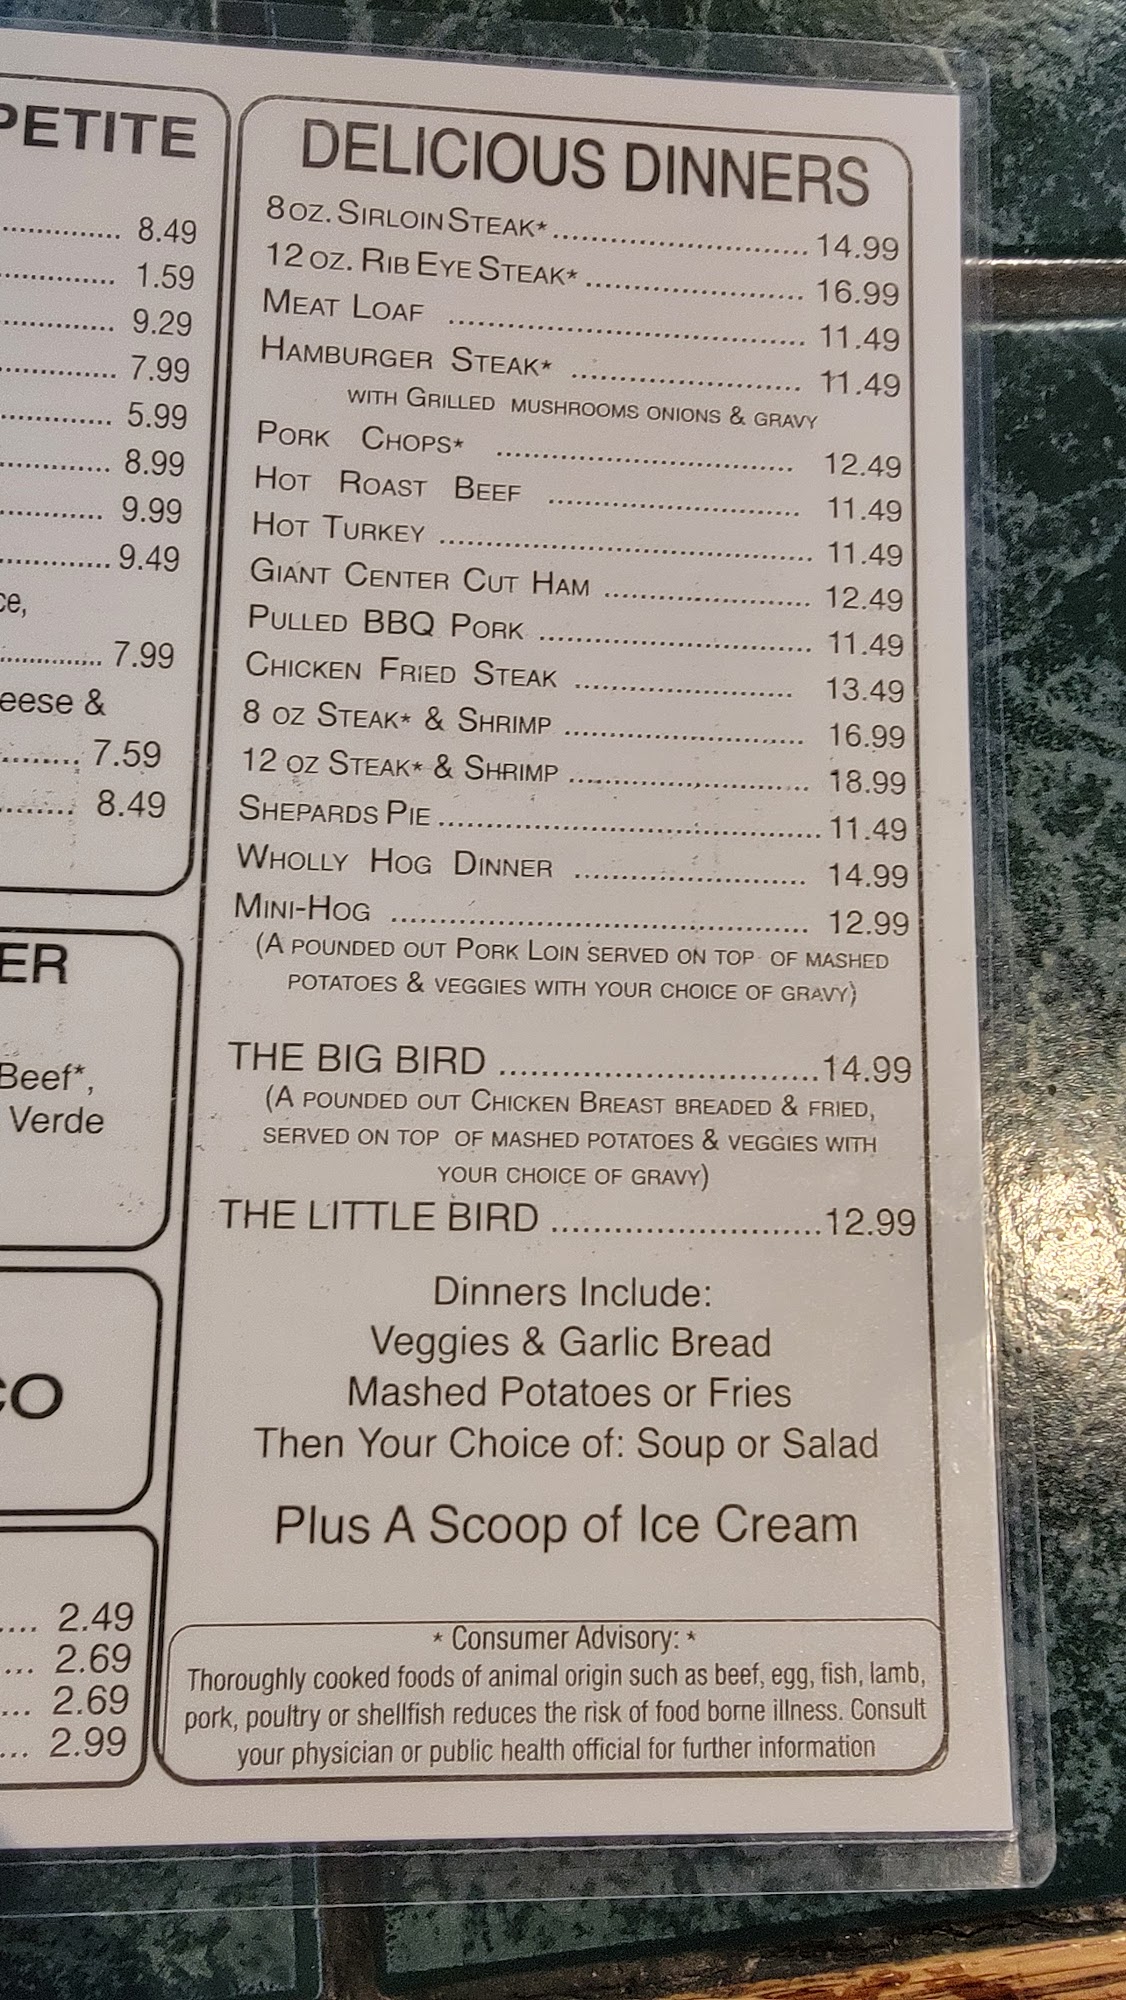 PETITE
8.49
1.59
9.29
7.99
5.99
8.99
9.99
9.49
ce,
7.99
eese &
7.59
8.49
ER
Beef*,
Verde
CO
2.49
2.69
2.69
2.99
DELICIOUS DINNERS
8 OZ. SIRLOIN STEAK* 14.99
12 OZ. RIB EYE STEAK* 16.99
MEAT LOAF 11.49
HAMBURGER STEAK* 11.49
WITH GRILLED MUSHROOMS ONIONS & GRAVY
PORK CHOPS* 12.49
HOT ROAST BEEF 11.49
HOT TURKEY 11.49
GIANT CENTER CUT HAM 12.49
PULLED BBQ PORK 11.49
CHICKEN FRIED STEAK 13.49
8 OZ STEAK* & SHRIMP 16.99
12 OZ STEAK* & SHRIMP 18.99
SHEPARDS PIE 11.49
WHOLLY HOG DINNER 14.99
MINI-HOG 12.99
(A POUNDED OUT PORK LOIN SERVED ON TOP OF MASHED
POTATOES & VEGGIES WITH YOUR CHOICE OF GRAVY)
THE BIG BIRD 14.99
(A POUNDED OUT CHICKEN BREAST BREADED & FRIED,
SERVED ON TOP OF MASHED POTATOES & VEGGIES WITH
YOUR CHOICE OF GRAVY)
THE LITTLE BIRD 12.99
Dinners Include:
Veggies & Garlic Bread
Mashed Potatoes or Fries
Then Your Choice of: Soup or Salad
Plus A Scoop of Ice Cream
* Consumer Advisory: *
Thoroughly cooked foods of animal origin such as beef, egg, fish, lamb,
pork, poultry or shellfish reduces the risk of food borne illness. Consult
your physician or public health official for further information